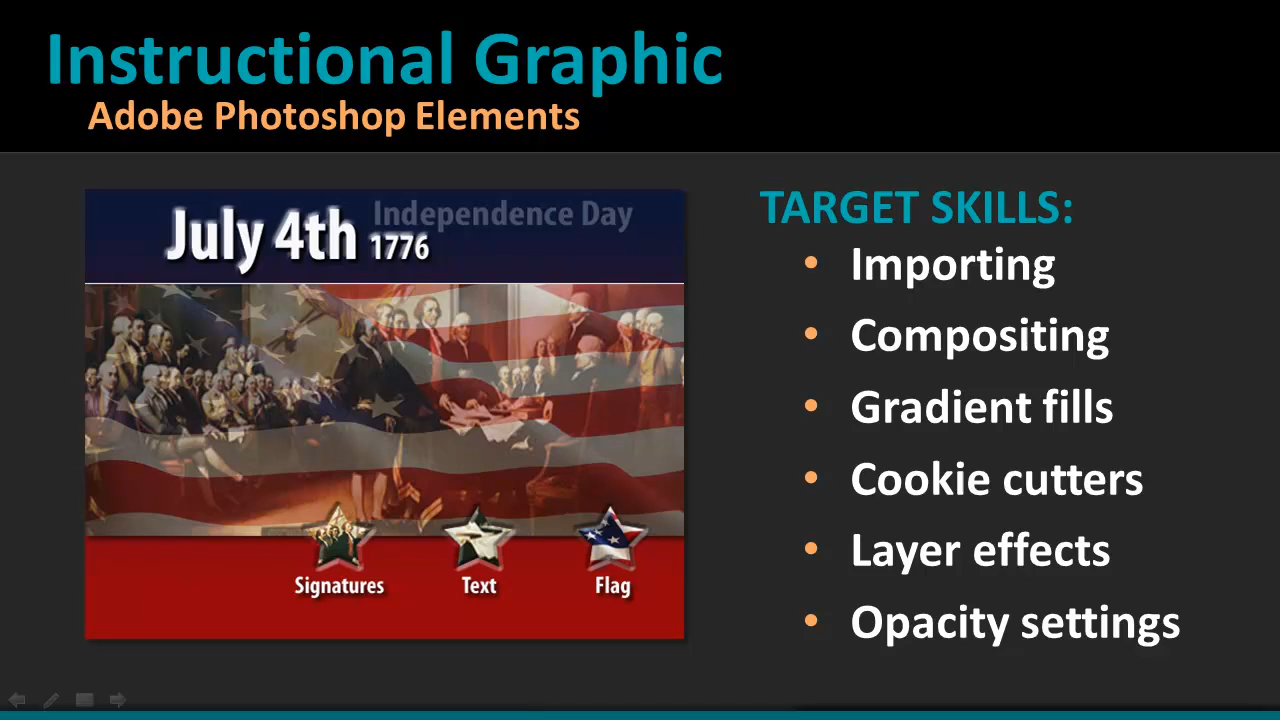 Instructional Graphic
Adobe Photoshop Elements
Independence Day
July 4th 1776
Signatures
Text
Flag
TARGET SKILLS:
• Importing
• Compositing
• Gradient fills
• Cookie cutters
• Layer effects
• Opacity settings